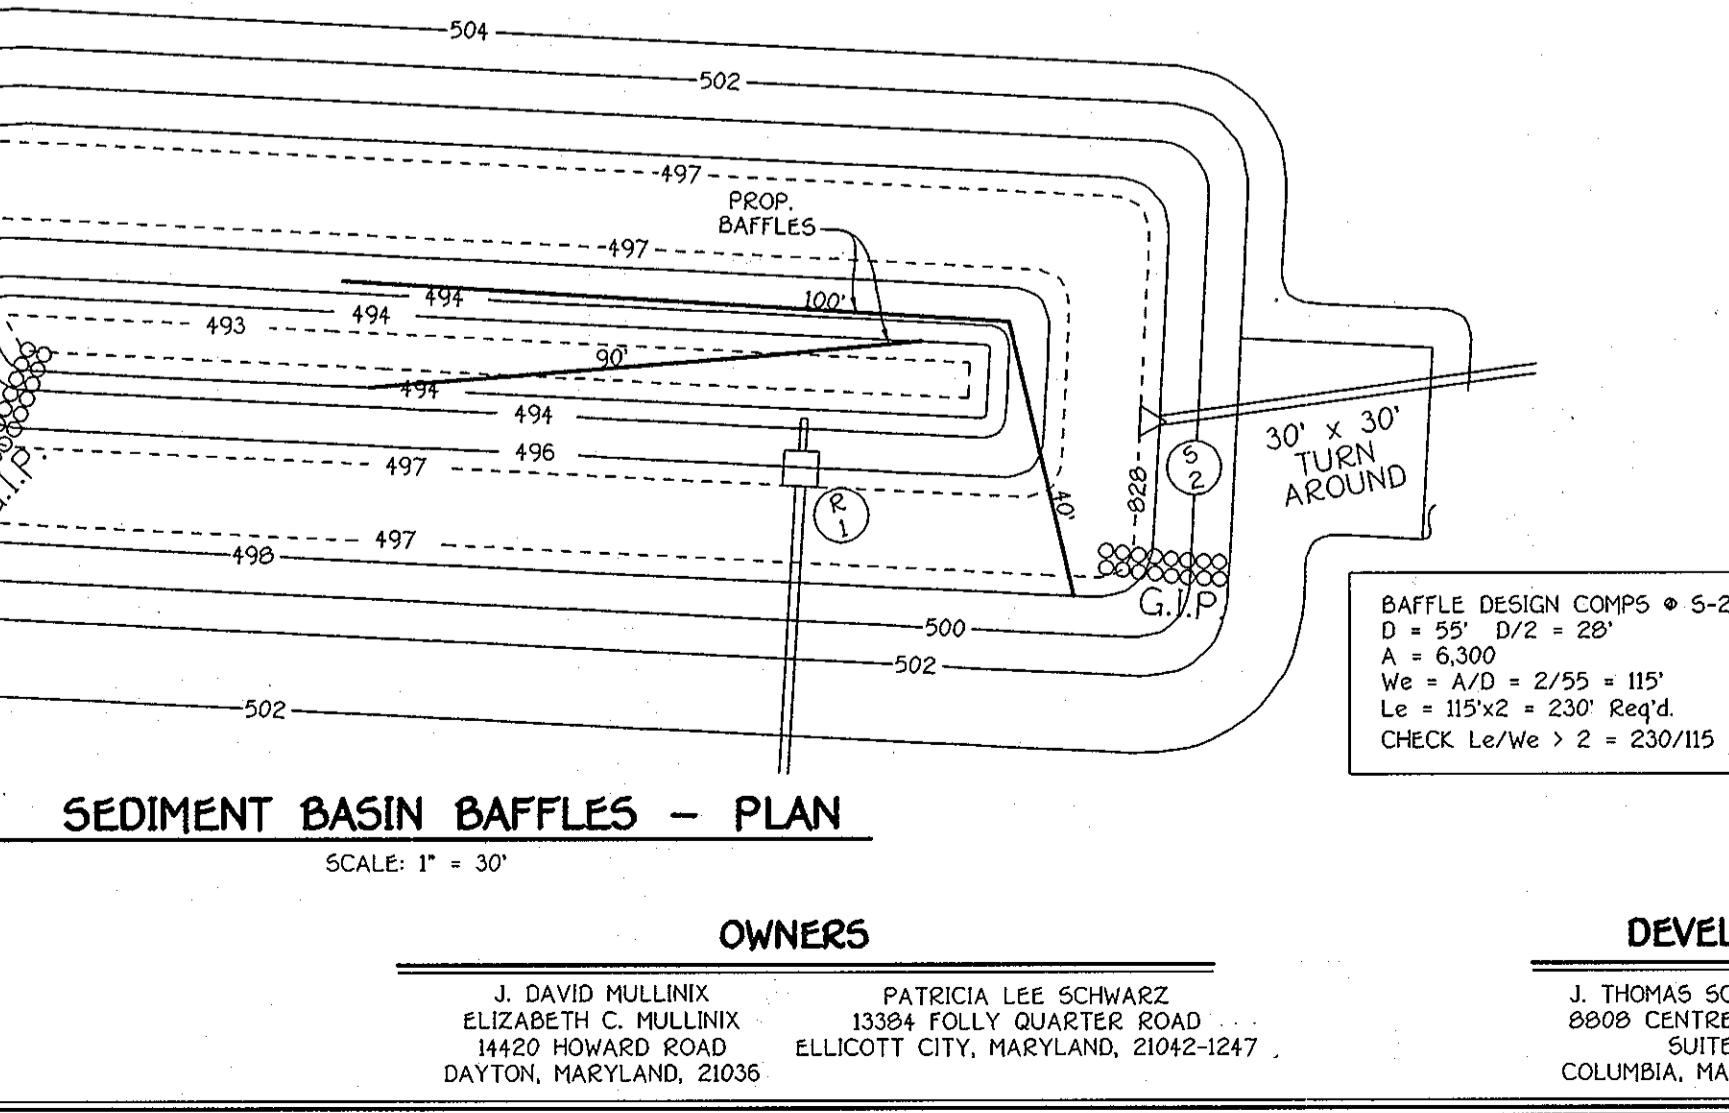 504
502
497
PROP.
BAFFLES
497
494
100'
494
493
90'
494
494
496
497
R
1
40'
828
S
2
30' x 30'
TURN
AROUND
497
498
G.I.P.
G.I.P.
500
502
502
BAFFLE DESIGN COMPS @ S-2
D = 55' D/2 = 28'
A = 6,300
We = A/D = 2/55 = 115'
Le = 115'x2 = 230' Req'd.
CHECK Le/We > 2 = 230/115
SEDIMENT BASIN BAFFLES - PLAN
SCALE: 1" = 30'
OWNERS
J. DAVID MULLINIX
ELIZABETH C. MULLINIX
14420 HOWARD ROAD
DAYTON, MARYLAND, 21036
PATRICIA LEE SCHWARZ
13384 FOLLY QUARTER ROAD
ELLICOTT CITY, MARYLAND, 21042-1247
DEVEL
J. THOMAS SC
8808 CENTRE
SUITE
COLUMBIA, MA